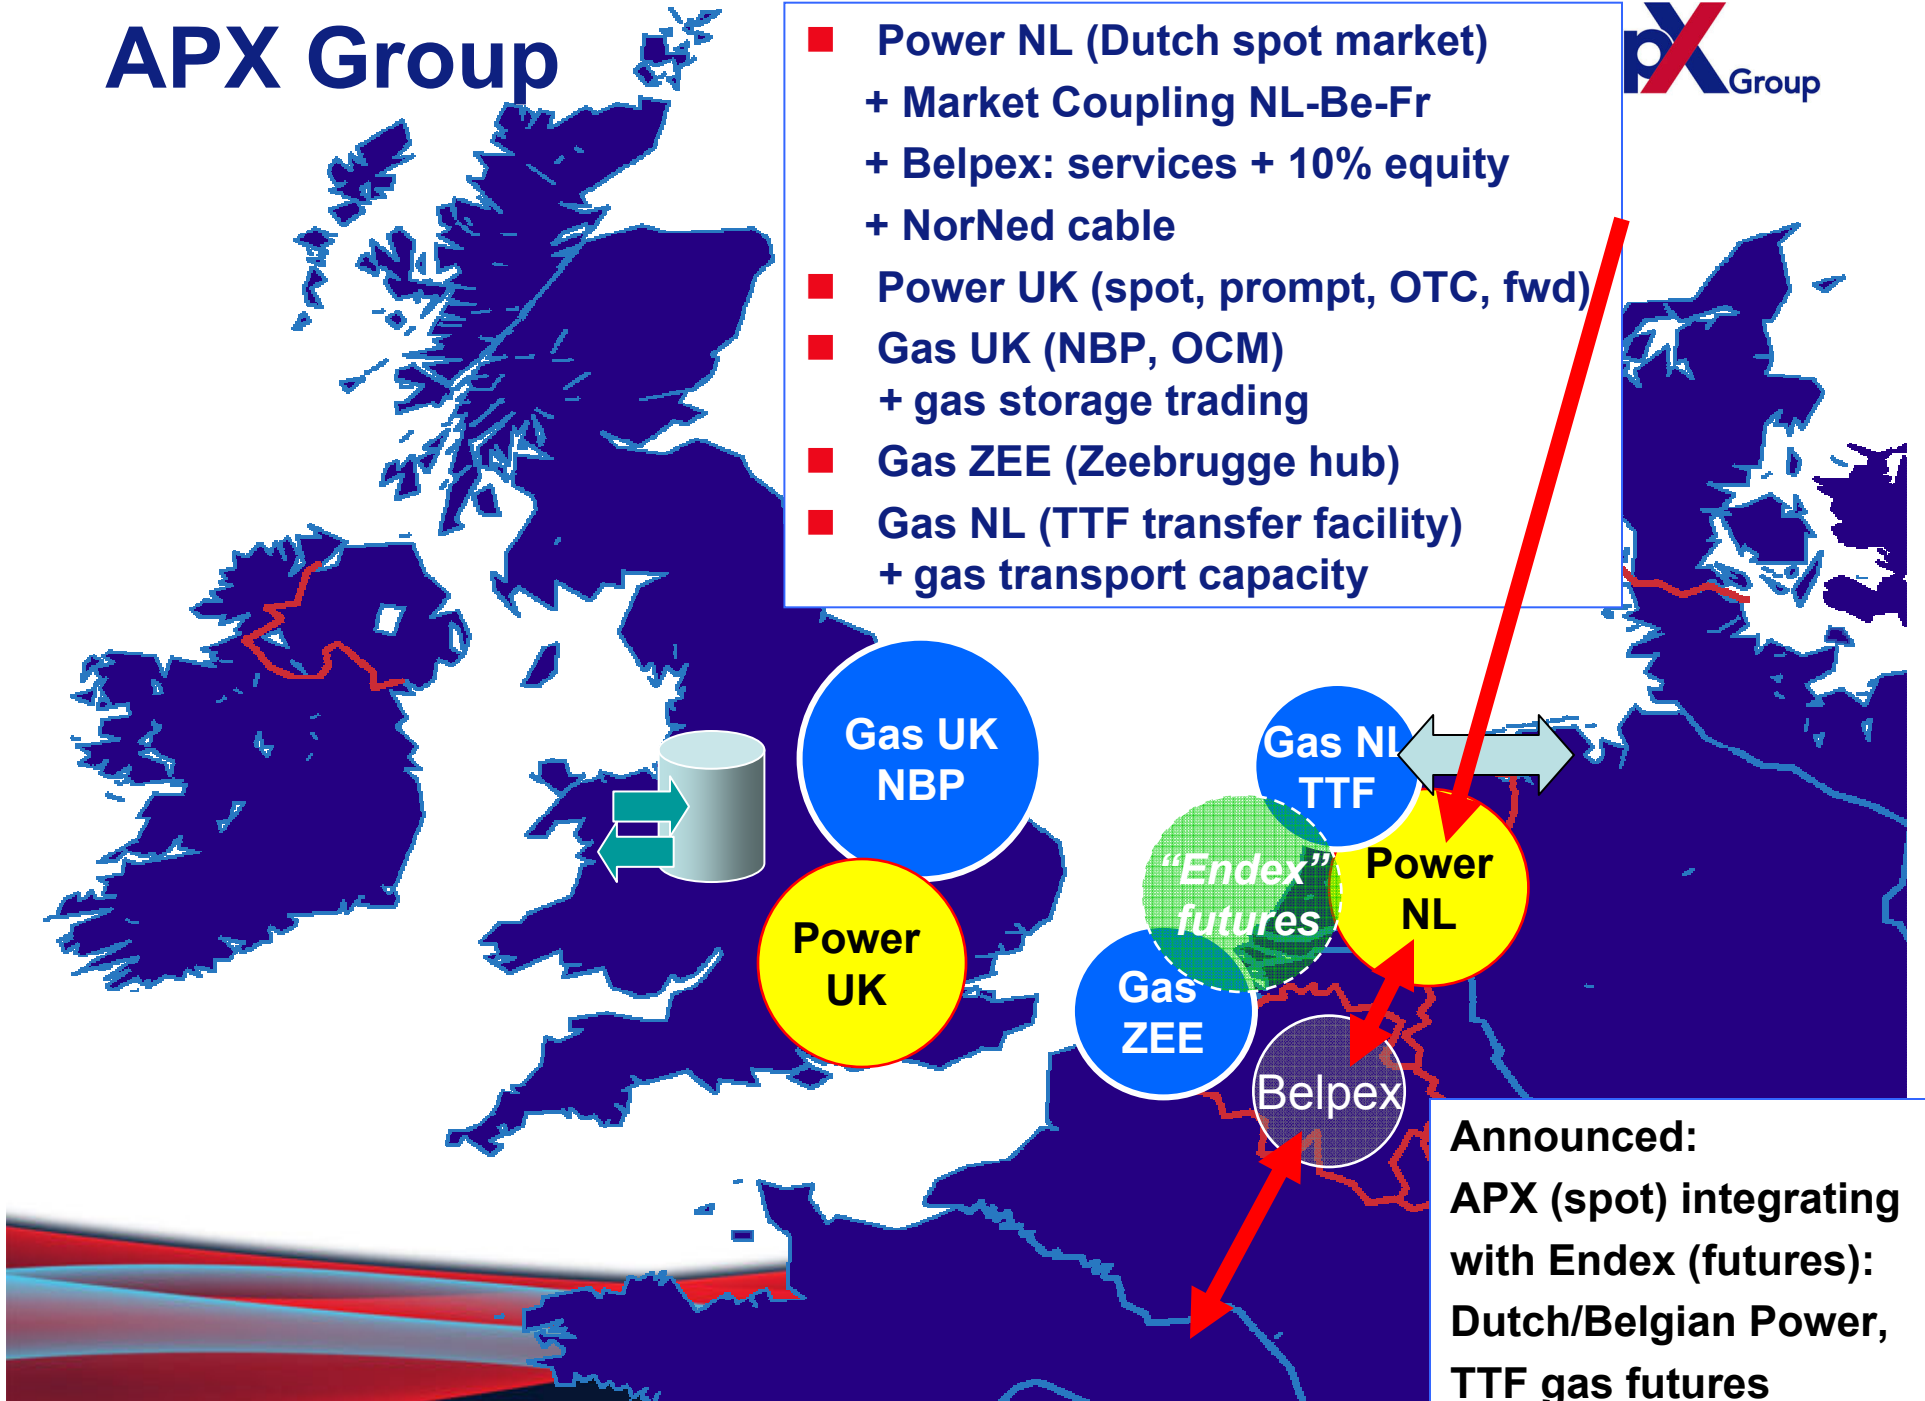 APX Group
pX Group
Power NL (Dutch spot market)
+ Market Coupling NL-Be-Fr
+ Belpex: services + 10% equity
+ NorNed cable
Power UK (spot, prompt, OTC, fwd)
Gas UK (NBP, OCM)
+ gas storage trading
Gas ZEE (Zeebrugge hub)
Gas NL (TTF transfer facility)
+ gas transport capacity
Gas UK
NBP
Gas NL
TTF
"Endex"
futures
Power
NL
Power
UK
Gas
ZEE
Belpex
Announced:
APX (spot) integrating
with Endex (futures):
Dutch/Belgian Power,
TTF gas futures